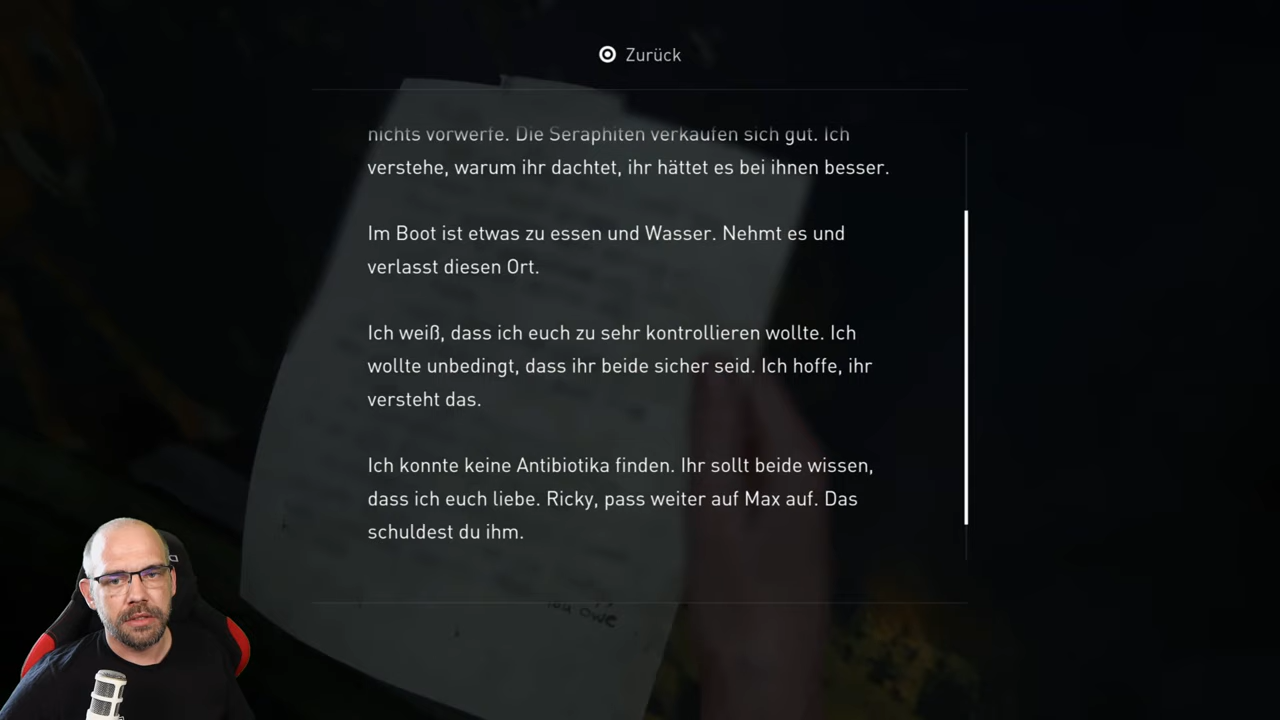 Zurück
nichts vorwerfe. Die Seraphiten verkaufen sich gut. Ich
verstehe, warum ihr dachtet, ihr hättet es bei ihnen besser.
Im Boot ist etwas zu essen und Wasser. Nehmt es und
verlasst diesen Ort.
Ich weiß, dass ich euch zu sehr kontrollieren wollte. Ich
wollte unbedingt, dass ihr beide sicher seid. Ich hoffe, ihr
versteht das.
Ich konnte keine Antibiotika finden. Ihr sollt beide wissen,
dass ich euch liebe. Ricky, pass weiter auf Max auf. Das
schuldest du ihm.
you owe